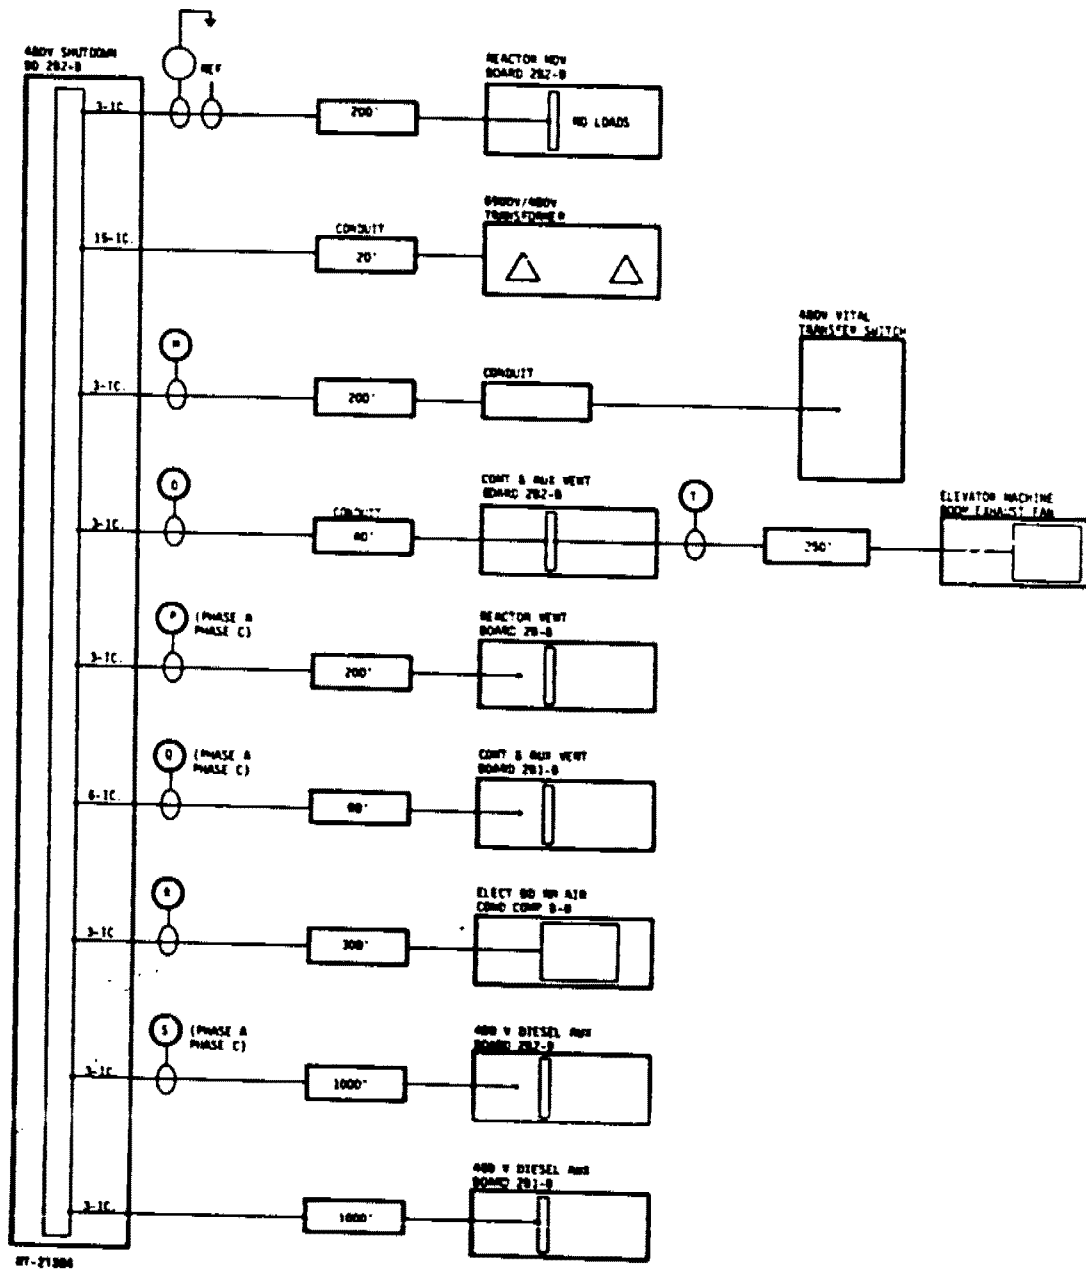 480V SHUTDOWN
BD 2B2-B
REF
3-1C
200'
REACTOR MOV
BOARD 2B2-B
NO LOADS
15-1C.
CONDUIT
20'
6900V/480V
TRANSFORMER
M
3-1C.
200'
CONDUIT
480V VITAL
TRANSFER SWITCH
3-1C.
CONDUIT
CONT & AUX VENT
BOARD 2B2-B
T
250'
ELEVATOR MACHINE
ROOM EXHAUST FAN
P
(PHASE A
PHASE C)
3-1C.
200'
REACTOR VENT
BOARD 2B-B
Q
(PHASE A
PHASE C)
6-1C.
CONT & AUX VENT
BOARD 2B1-B
R
3-1C
300'
ELECT BD RM AIR
COND COMP B-B
S
(PHASE A
PHASE C)
3-1C.
1000'
480 V DIESEL AUX
BOARD 2B2-B
3-1C.
1000'
480 V DIESEL AUX
BOARD 2B1-B